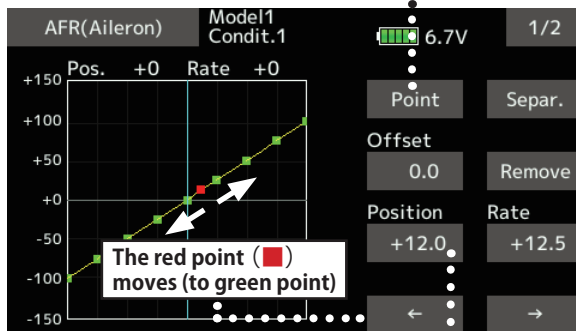 AFR(Aileron)
Model1
Condit.1
6.7V
1/2
Pos. +0 Rate +0
+150
+100
+50
+0
-50
-100
-150
Point
Separ.
Offset
0.0
Remove
Position
Rate
+12.0
+12.5
←
→
The red point (■)
moves (to green point)